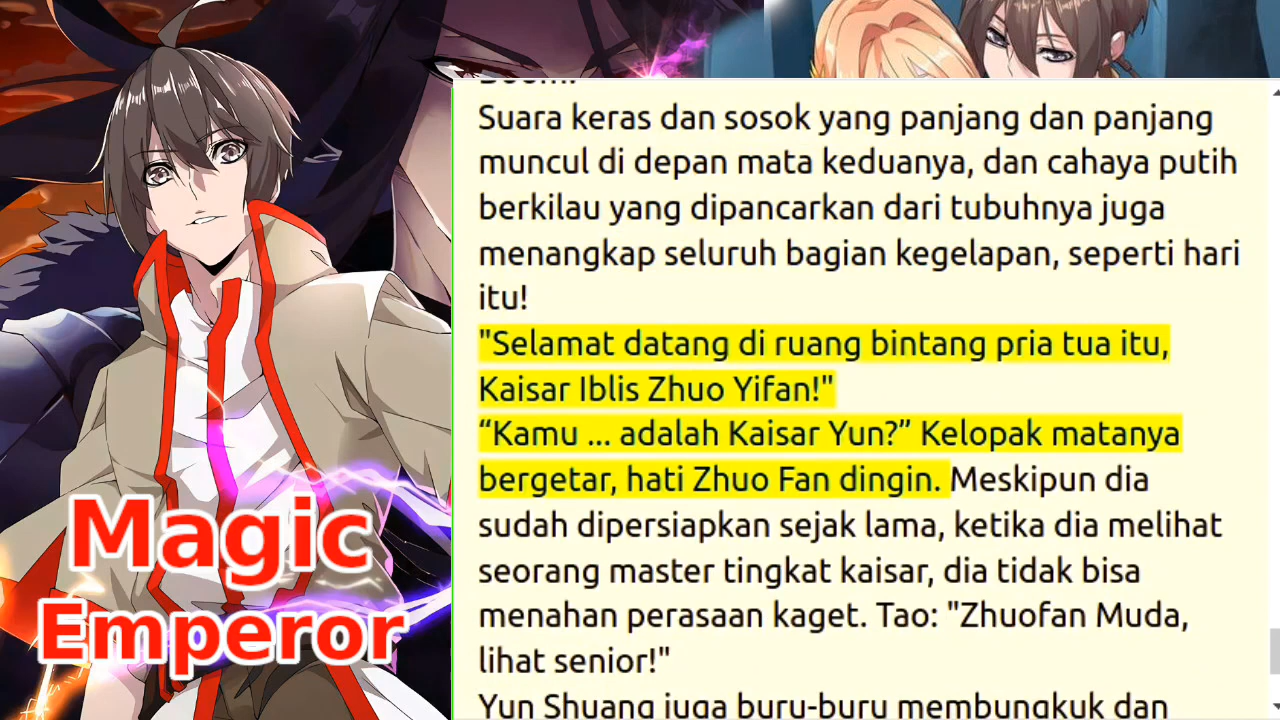 Magic
Emperor
Suara keras dan sosok yang panjang dan panjang
muncul di depan mata keduanya, dan cahaya putih
berkilau yang dipancarkan dari tubuhnya juga
menangkap seluruh bagian kegelapan, seperti hari
itu!
"Selamat datang di ruang bintang pria tua itu,
Kaisar Iblis Zhuo Yifan!"
“Kamu ... adalah Kaisar Yun?” Kelopak matanya
bergetar, hati Zhuo Fan dingin. Meskipun dia
sudah dipersiapkan sejak lama, ketika dia melihat
seorang master tingkat kaisar, dia tidak bisa
menahan perasaan kaget. Tao: "Zhuofan Muda,
lihat senior!"
Yun Shuang juga buru-buru membungkuk dan